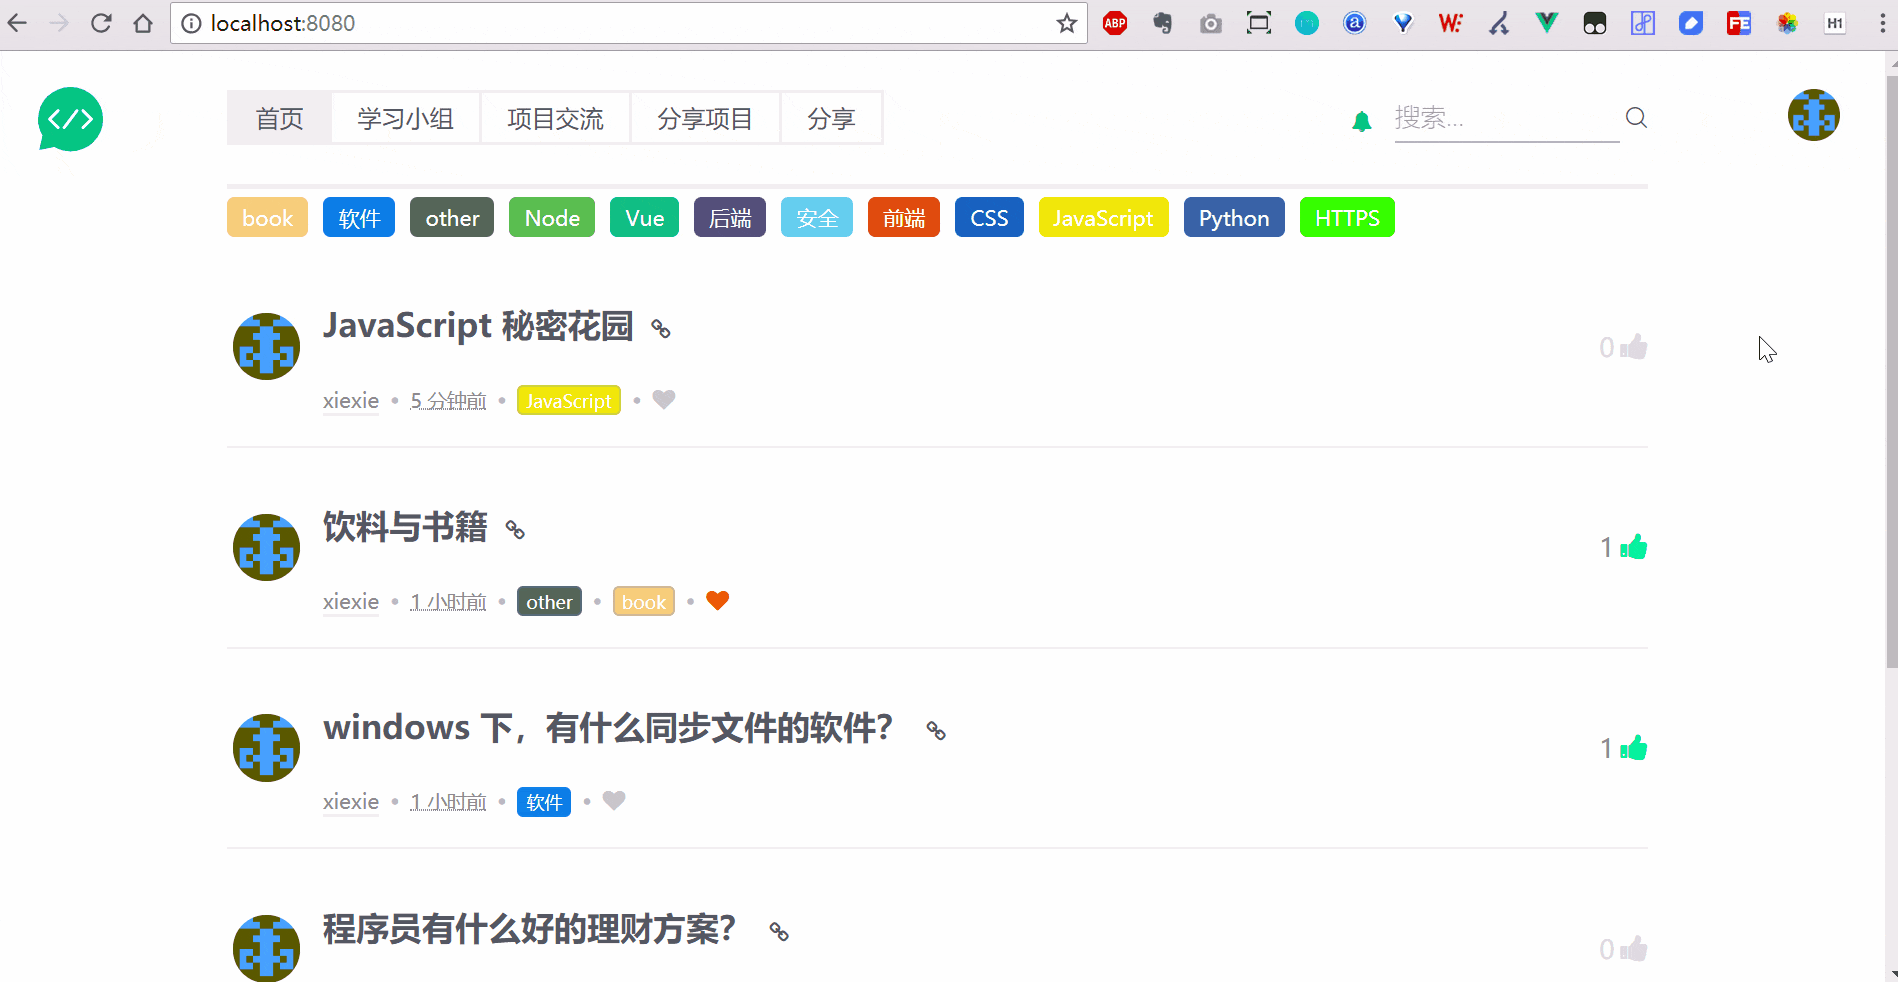 localhost:8080
ABP
a
W:
FE
H1
</>
首页 学习小组 项目交流 分享项目 分享
搜索...
book 软件 other Node Vue 后端 安全 前端 CSS JavaScript Python HTTPS
JavaScript 秘密花园
0
xiexie • 5 分钟前 • JavaScript •
饮料与书籍
1
xiexie • 1 小时前 • other • book •
windows 下，有什么同步文件的软件？
1
xiexie • 1 小时前 • 软件 •
程序员有什么好的理财方案？
0